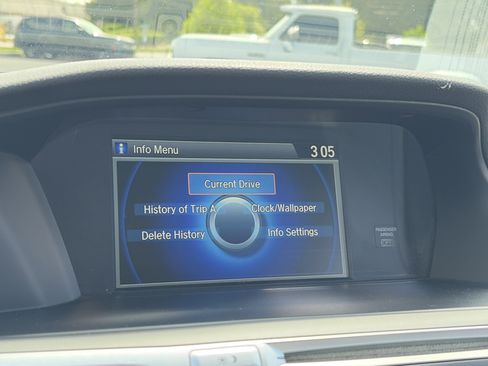 Info Menu
3 05
Current Drive
History of Trip A
Clock/Wallpaper
Delete History
Info Settings
PASSENGER
AIRBAG